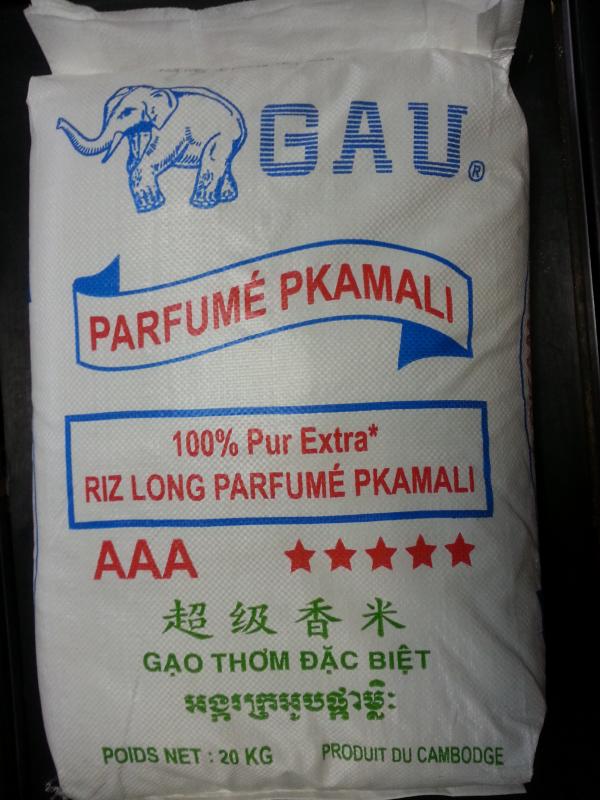 GAU®
PARFUMÉ PKAMALI
100% Pur Extra*
RIZ LONG PARFUMÉ PKAMALI
AAA ★★★★★
超级香米
GẠO THƠM ĐẶC BIỆT
អង្ករក្រអូបផ្កាម្លិះ
POIDS NET : 20 KG PRODUIT DU CAMBODGE